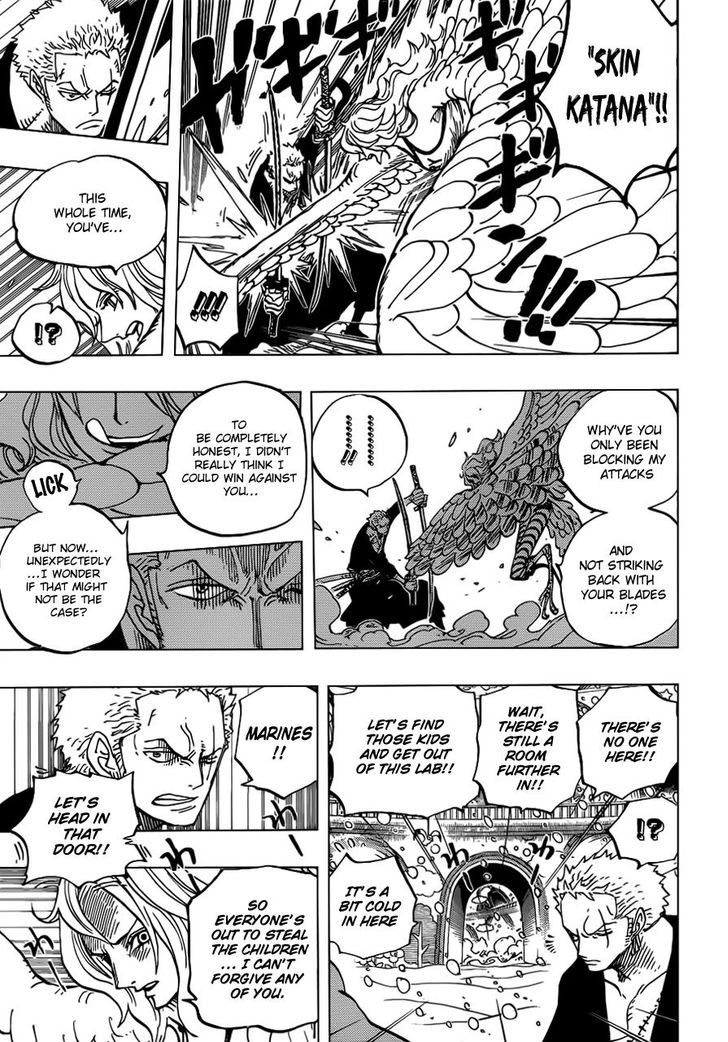 "SKIN
KATANA"!!
!!!
THIS
WHOLE TIME,
YOU'VE...
!?
WHY'VE YOU
ONLY BEEN
BLOCKING MY
ATTACKS
AND
NOT STRIKING
BACK WITH
YOUR BLADES
...!?
!!
TO
BE COMPLETELY
HONEST, I DIDN'T
REALLY THINK I
COULD WIN AGAINST
YOU...
LICK
BUT NOW...
UNEXPECTEDLY
...I WONDER
IF THAT MIGHT
NOT BE THE
CASE?
THERE'S
NO ONE
HERE!!
WAIT,
THERE'S
STILL A
ROOM
FURTHER
IN!!
LET'S FIND
THOSE KIDS
AND GET OUT
OF THIS LAB!!
!?
IT'S A
BIT COLD
IN HERE
MARINES
!!
LET'S
HEAD IN
THAT
DOOR!!
SO
EVERYONE'S
OUT TO STEAL
THE CHILDREN
... I CAN'T
FORGIVE ANY
OF YOU.